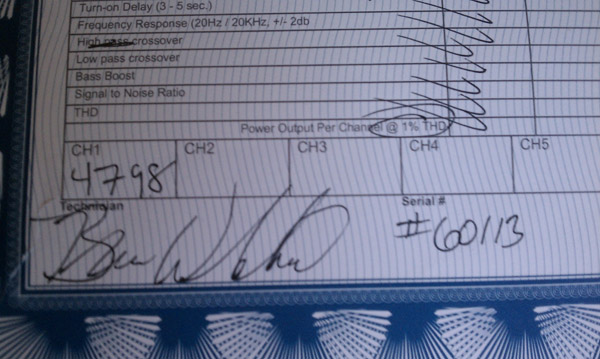 Turn-on Delay (3 - 5 sec.)
Frequency Response (20Hz / 20KHz, +/- 2db
High pass crossover
Low pass crossover
Bass Boost
Signal to Noise Ratio
THD
Power Output Per Channel @ 1% THD
CH1 CH2 CH3 CH4 CH5
4798
Technician Serial #
#60113